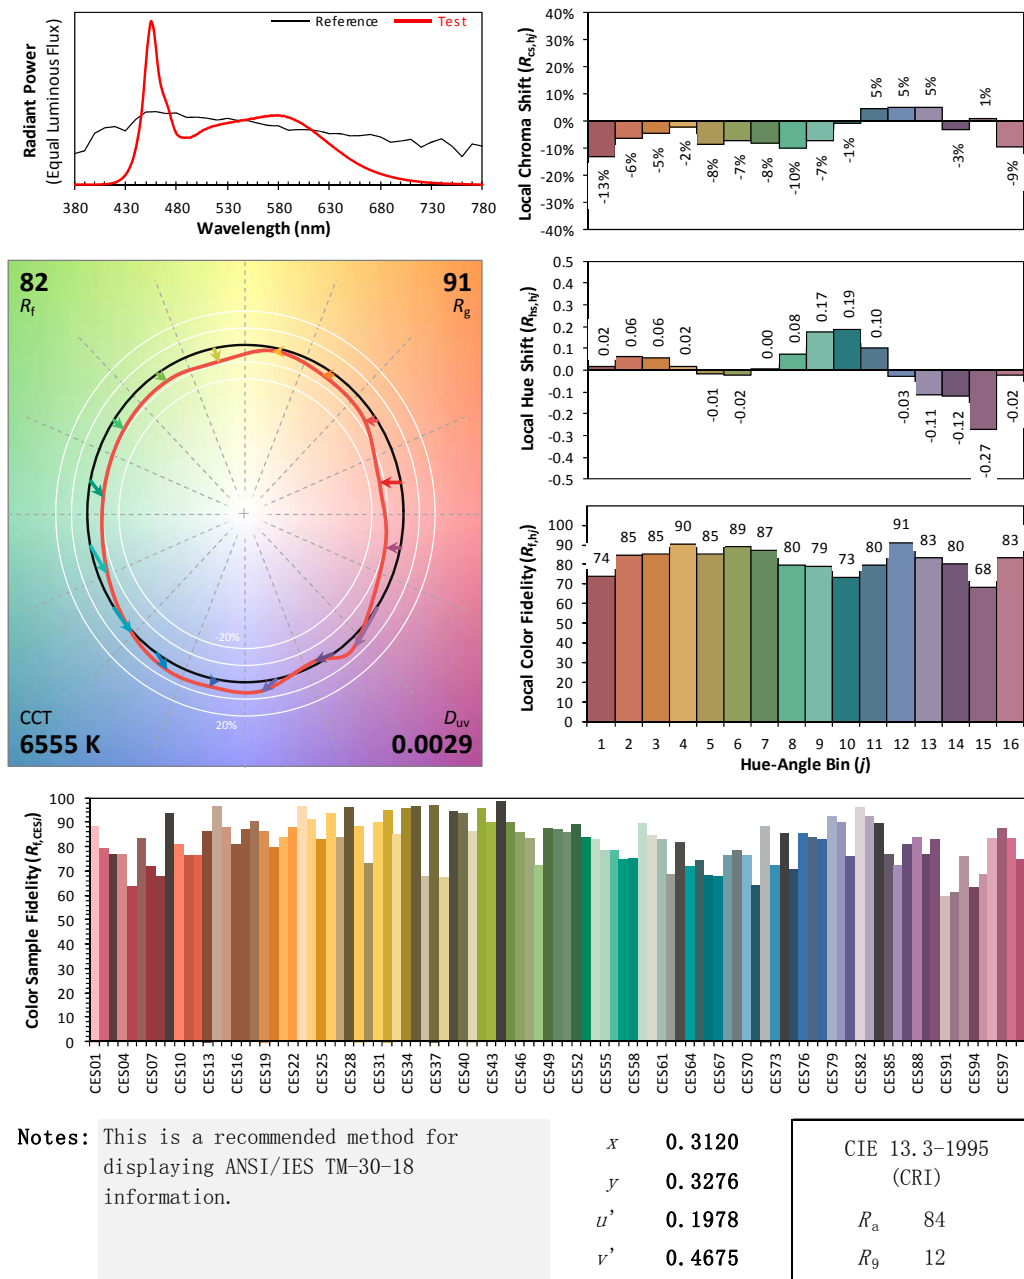 Reference
Test
Radiant Power
(Equal Luminous Flux)
380 430 480 530 580 630 680 730 780
Wavelength (nm)
Local Chroma Shift (Rcs,hj)
40%
30%
20%
10%
0%
-10%
-20%
-30%
-40%
-13% -6% -5% -2% -8% -7% -8% -10% -7% -1% 5% 5% 5% -3% 1% -9%
82
Rf
91
Rg
-20%
20%
CCT
6555 K
Duv
0.0029
Local Hue Shift (Rhs,hj)
0.5
0.4
0.3
0.2
0.1
0.0
-0.1
-0.2
-0.3
-0.4
-0.5
0.02 0.06 0.06 0.02 -0.01 -0.02 0.00 0.08 0.17 0.19 0.10 -0.03 -0.11 -0.12 -0.27 -0.02
Local Color Fidelity (Rf,hj)
100
90
80
70
60
50
40
30
20
10
0
74 85 85 90 85 89 87 80 79 73 80 91 83 80 68 83
1 2 3 4 5 6 7 8 9 10 11 12 13 14 15 16
Hue-Angle Bin (j)
Color Sample Fidelity (Rf,CESi)
100
90
80
70
60
50
40
30
20
10
0
CES01 CES04 CES07 CES10 CES13 CES16 CES19 CES22 CES25 CES28 CES31 CES34 CES37 CES40 CES43 CES46 CES49 CES52 CES55 CES58 CES61 CES64 CES67 CES70 CES73 CES76 CES79 CES82 CES85 CES88 CES91 CES94 CES97
Notes: This is a recommended method for
displaying ANSI/IES TM-30-18
information.
x 0.3120
y 0.3276
u' 0.1978
v' 0.4675
CIE 13.3-1995
(CRI)
Ra 84
R9 12